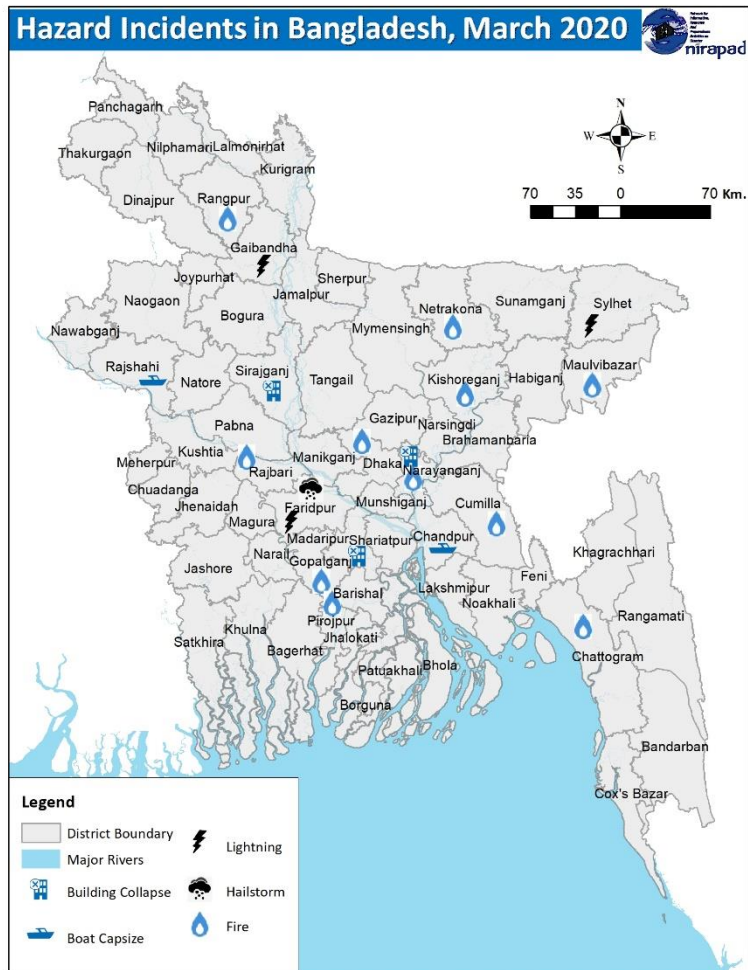 Hazard Incidents in Bangladesh, March 2020
nirapad
N
W E
S
70 35 0 70 Km.
Panchagarh
Thakurgaon
Nilphamari
Lalmonirhat
Kurigram
Dinajpur
Rangpur
Gaibandha
Joypurhat
Naogaon
Bogura
Jamalpur
Sherpur
Mymensingh
Netrakona
Sunamganj
Sylhet
Nawabganj
Rajshahi
Natore
Sirajganj
Tangail
Kishoreganj
Habiganj
Maulvibazar
Pabna
Gazipur
Narsingdi
Brahamanbaria
Kushtia
Meherpur
Rajbari
Manikganj
Dhaka
Narayanganj
Chuadanga
Jhenaidah
Magura
Faridpur
Munshiganj
Cumilla
Madaripur
Shariatpur
Chandpur
Khagrachhari
Jashore
Narail
Gopalganj
Barishal
Lakshmipur
Feni
Noakhali
Rangamati
Satkhira
Khulna
Bagerhat
Pirojpur
Jhalokati
Patuakhali
Bhola
Borguna
Chattogram
Bandarban
Cox's Bazar
Legend
District Boundary
Major Rivers
Building Collapse
Boat Capsize
Lightning
Hailstorm
Fire